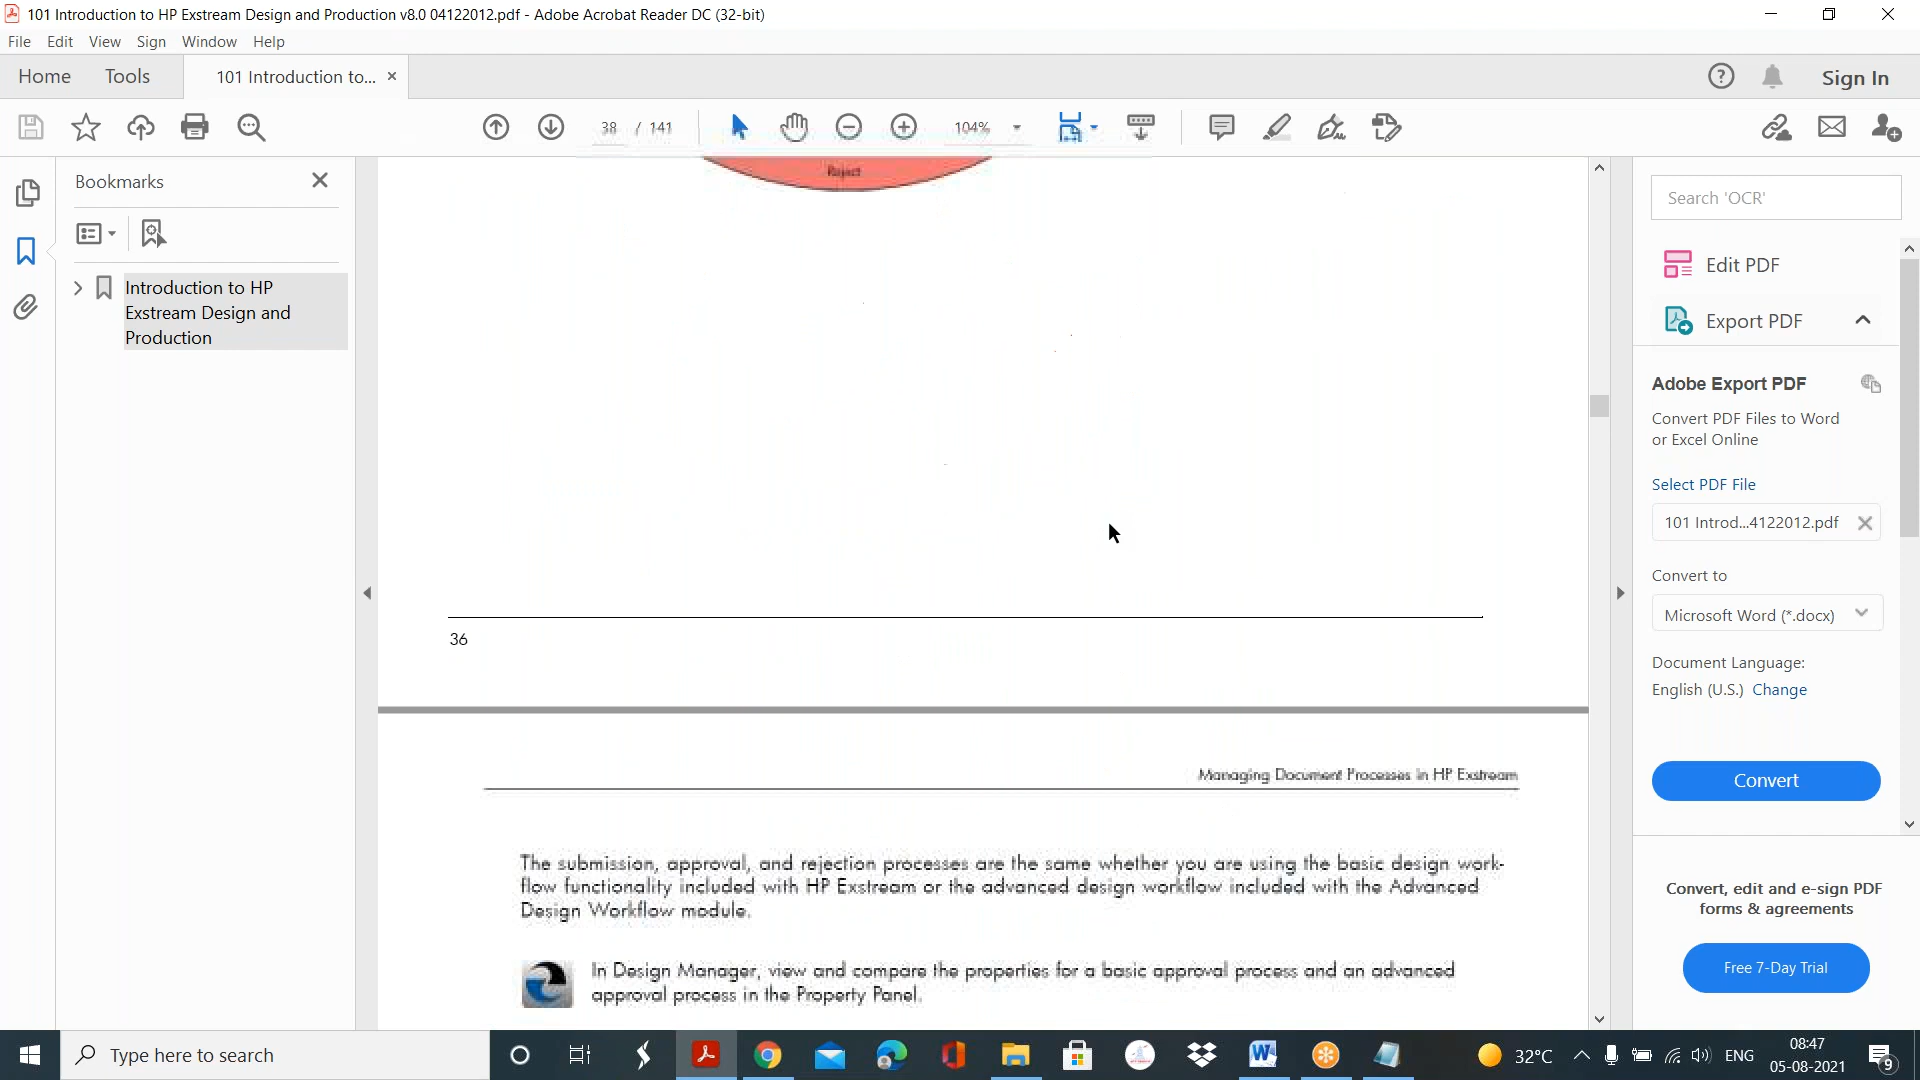 101 Introduction to HP Exstream Design and Production v8.0 04122012.pdf - Adobe Acrobat Reader DC (32-bit)
File Edit View Sign Window Help
Home Tools 101 Introduction to... Sign In
38 / 141 104%
Bookmarks
Introduction to HP
Exstream Design and
Production
Reject
36
Managing Document Processes in HP Exstream
The submission, approval, and rejection processes are the same whether you are using the basic design work-
flow functionality included with HP Exstream or the advanced design workflow included with the Advanced
Design Workflow module.
In Design Manager, view and compare the properties for a basic approval process and an advanced
approval process in the Property Panel.
Search 'OCR'
Edit PDF
Export PDF
Adobe Export PDF
Convert PDF Files to Word
or Excel Online
Select PDF File
101 Introd...4122012.pdf
Convert to
Microsoft Word (*.docx)
Document Language:
English (U.S.) Change
Convert
Convert, edit and e-sign PDF
forms & agreements
Free 7-Day Trial
Type here to search
32°C
ENG
08:47
05-08-2021
9